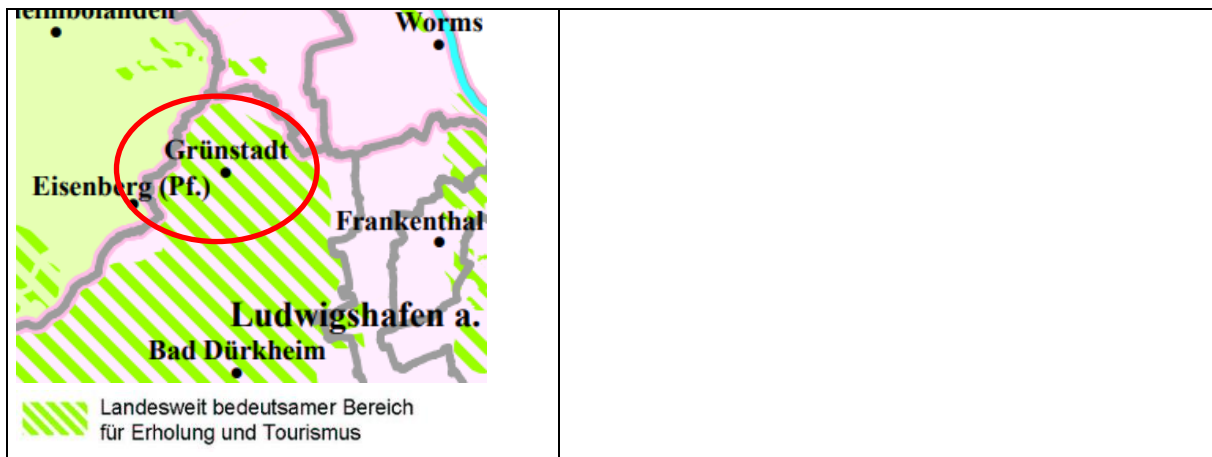 Worms
Grünstadt
Eisenberg (Pf.)
Frankenthal
Ludwigshafen a.
Bad Dürkheim
Landesweit bedeutsamer Bereich
für Erholung und Tourismus